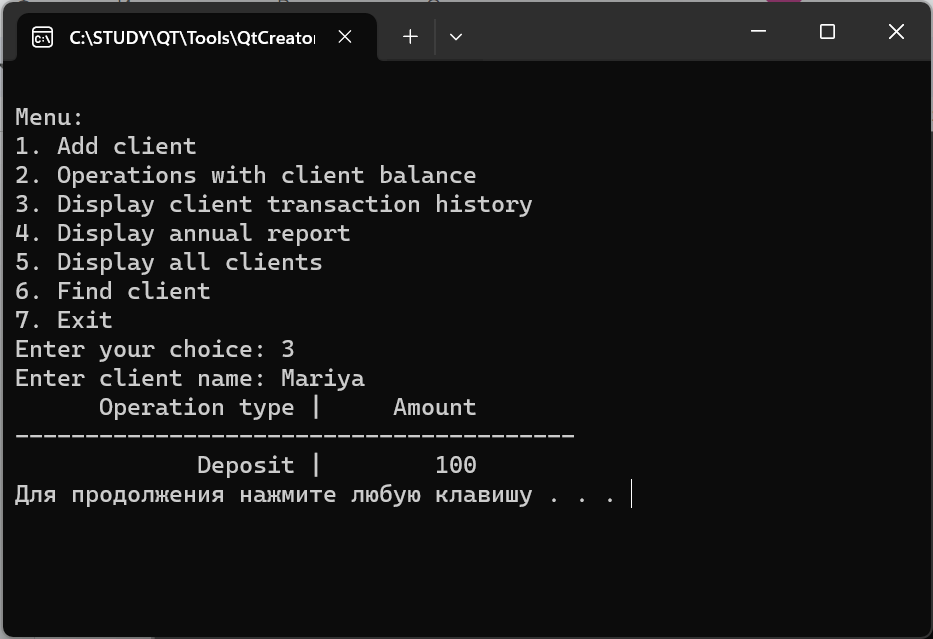 C:\STUDY\QT\Tools\QtCreato
Menu:
1. Add client
2. Operations with client balance
3. Display client transaction history
4. Display annual report
5. Display all clients
6. Find client
7. Exit
Enter your choice: 3
Enter client name: Mariya
Operation type | Amount
----------------------------------------
Deposit | 100
Для продолжения нажмите любую клавишу . . .